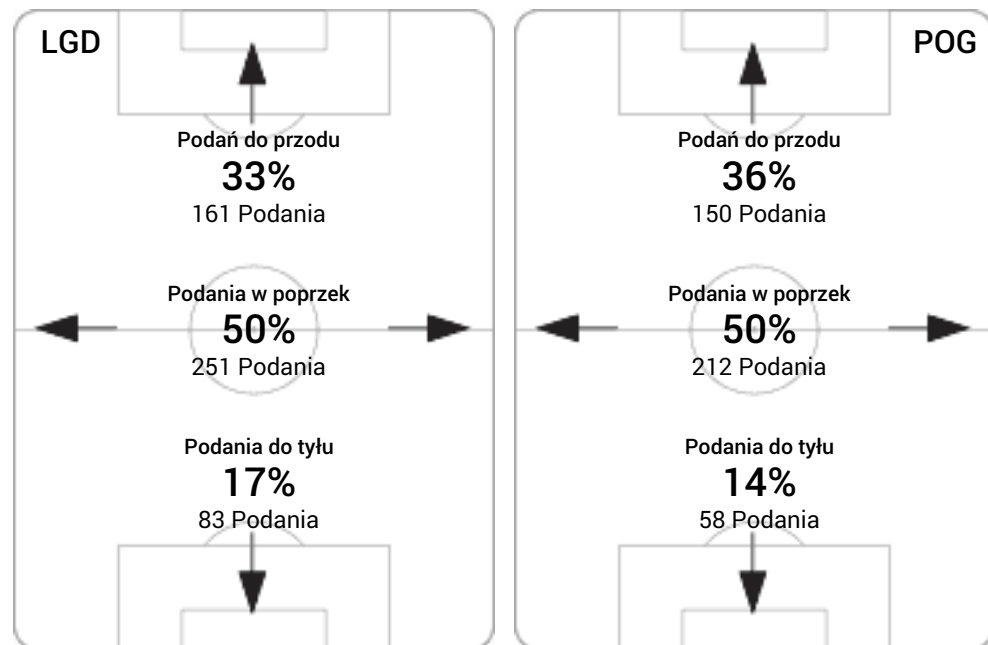 LGD
Podań do przodu
33%
161 Podania
Podania w poprzek
50%
251 Podania
Podania do tyłu
17%
83 Podania
POG
Podań do przodu
36%
150 Podania
Podania w poprzek
50%
212 Podania
Podania do tyłu
14%
58 Podania